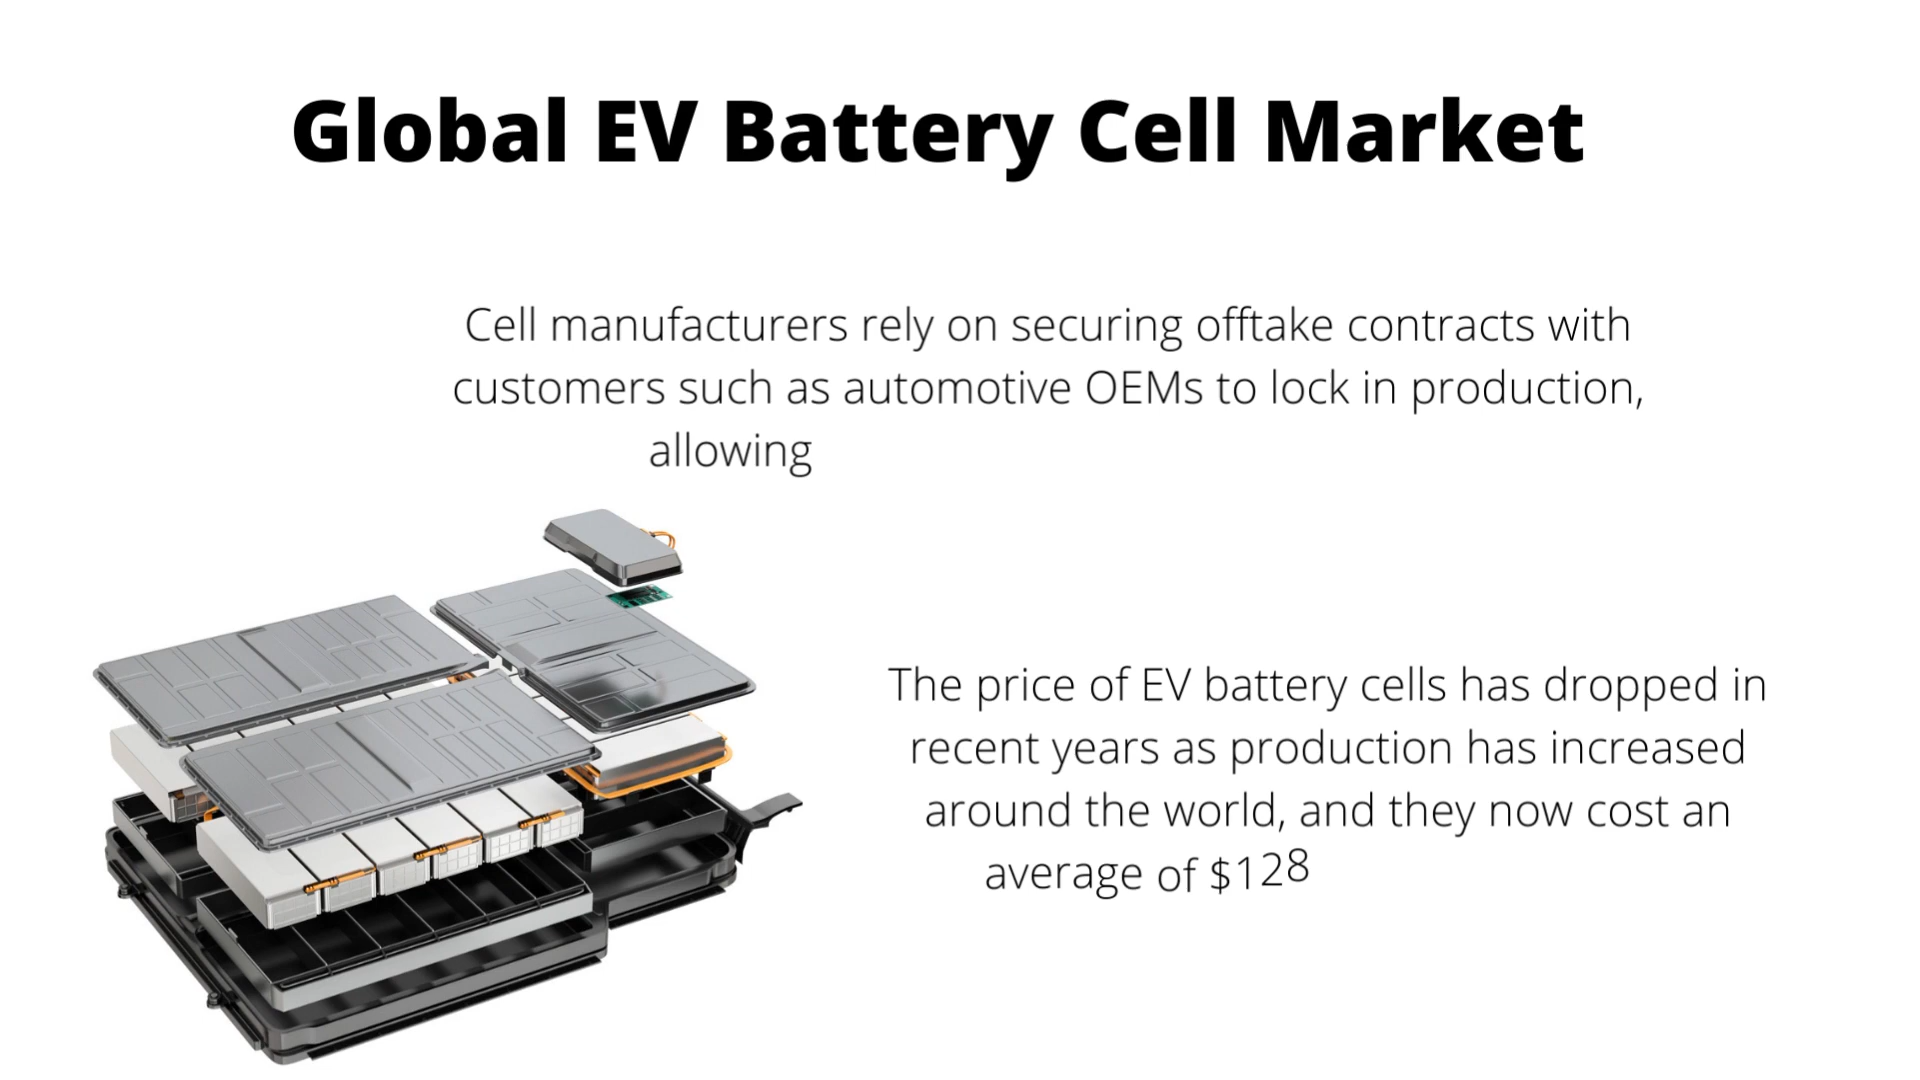 Global EV Battery Cell Market
Cell manufacturers rely on securing offtake contracts with
customers such as automotive OEMs to lock in production,
allowing
The price of EV battery cells has dropped in
recent years as production has increased
around the world, and they now cost an
average of $128